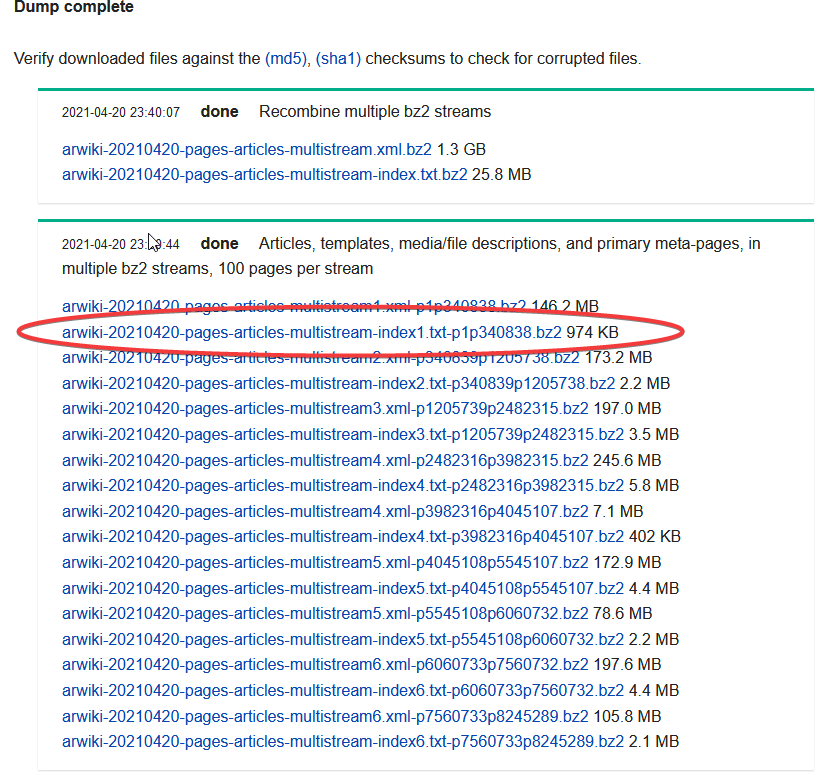 Dump complete
Verify downloaded files against the (md5), (sha1) checksums to check for corrupted files.
2021-04-20 23:40:07 done Recombine multiple bz2 streams
arwiki-20210420-pages-articles-multistream.xml.bz2 1.3 GB
arwiki-20210420-pages-articles-multistream-index.txt.bz2 25.8 MB
2021-04-20 done Articles, templates, media/file descriptions, and primary meta-pages, in
multiple bz2 streams, 100 pages per stream
arwiki-20210420-pages-articles-multistream1.xml-p1p340838.bz2 146.2 MB
arwiki-20210420-pages-articles-multistream-index1.txt-p1p340838.bz2 974 KB
arwiki-20210420-pages-articles-multistream2.xml-p340839p1205738.bz2 173.2 MB
arwiki-20210420-pages-articles-multistream-index2.txt-p340839p1205738.bz2 2.2 MB
arwiki-20210420-pages-articles-multistream3.xml-p1205739p2482315.bz2 197.0 MB
arwiki-20210420-pages-articles-multistream-index3.txt-p1205739p2482315.bz2 3.5 MB
arwiki-20210420-pages-articles-multistream4.xml-p2482316p3982315.bz2 245.6 MB
arwiki-20210420-pages-articles-multistream-index4.txt-p2482316p3982315.bz2 5.8 MB
arwiki-20210420-pages-articles-multistream4.xml-p3982316p4045107.bz2 7.1 MB
arwiki-20210420-pages-articles-multistream-index4.txt-p3982316p4045107.bz2 402 KB
arwiki-20210420-pages-articles-multistream5.xml-p4045108p5545107.bz2 172.9 MB
arwiki-20210420-pages-articles-multistream-index5.txt-p4045108p5545107.bz2 4.4 MB
arwiki-20210420-pages-articles-multistream5.xml-p5545108p6060732.bz2 78.6 MB
arwiki-20210420-pages-articles-multistream-index5.txt-p5545108p6060732.bz2 2.2 MB
arwiki-20210420-pages-articles-multistream6.xml-p6060733p7560732.bz2 197.6 MB
arwiki-20210420-pages-articles-multistream-index6.txt-p6060733p7560732.bz2 4.4 MB
arwiki-20210420-pages-articles-multistream6.xml-p7560733p8245289.bz2 105.8 MB
arwiki-20210420-pages-articles-multistream-index6.txt-p7560733p8245289.bz2 2.1 MB